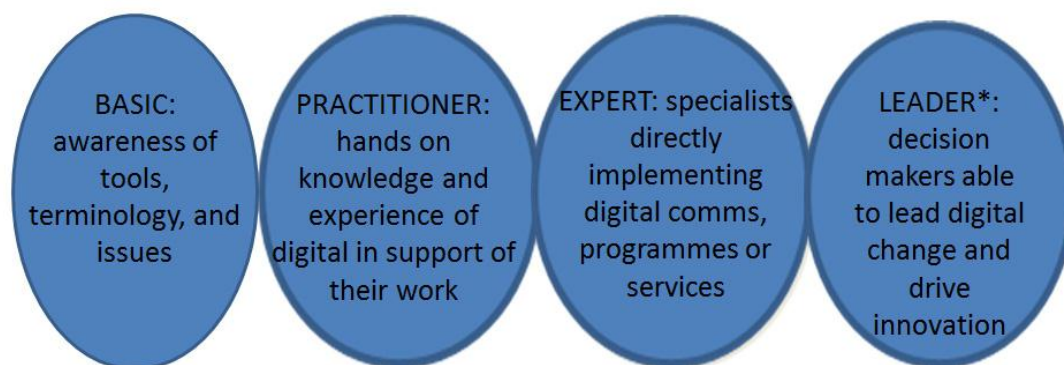 BASIC:
awareness of
tools,
terminology, and
issues
PRACTITIONER:
hands on
knowledge and
experience of
digital in support of
their work
EXPERT: specialists
directly
implementing
digital comms,
programmes or
services
LEADER*:
decision
makers able
to lead digital
change and
drive
innovation